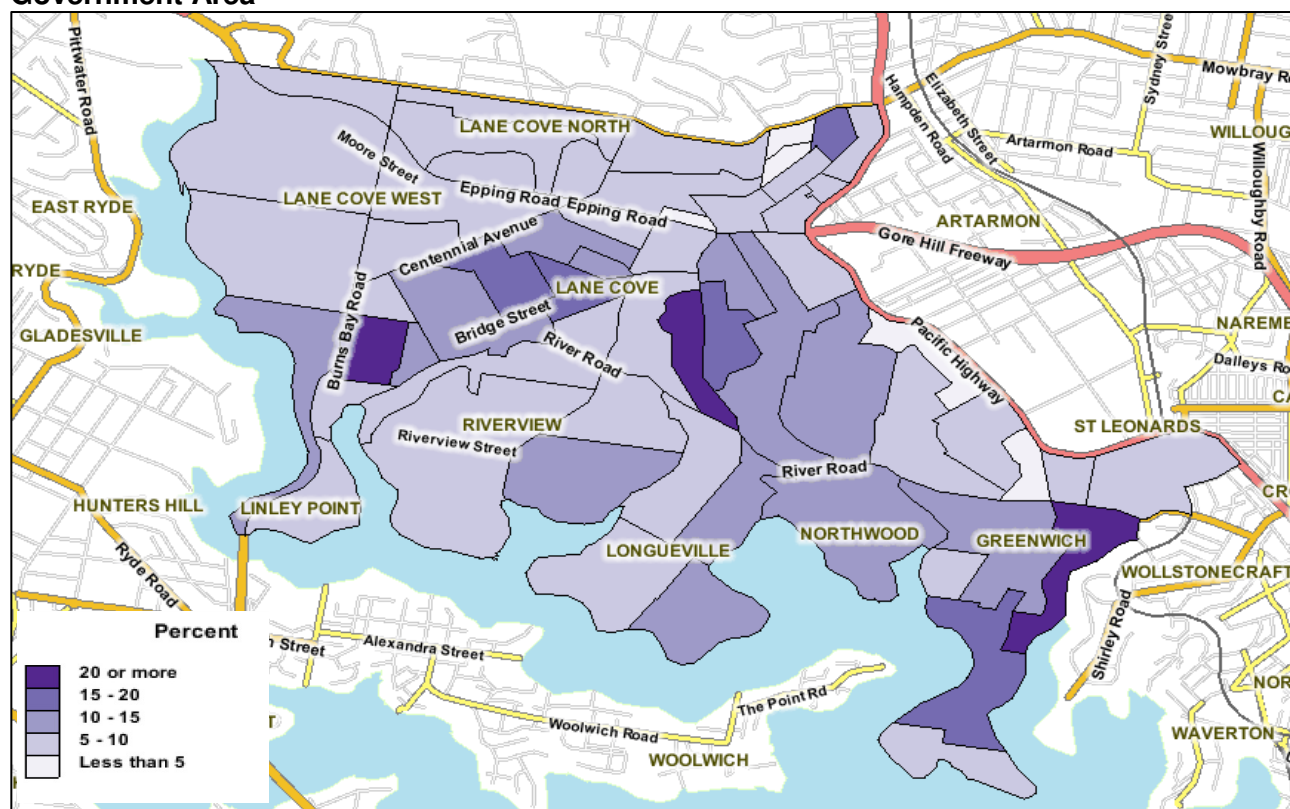 Government Area
Pittwater Road
Sydney Stree
Mowbray R
Elizabeth Street
Hampden Road
LANE COVE NORTH
WILLOUG
Artarmon Road
Willoughby Road
Moore Street
EAST RYDE
LANE COVE WEST
Epping Road
Epping Road
ARTARMON
Centennial Avenue
Gore Hill Freeway
RYDE
LANE COVE
Burns Bay Road
Bridge Street
GLADESVILLE
River Road
Pacific Highway
NAREME
Dalleys Ro
CA
RIVERVIEW
ST LEONARDS
Riverview Street
River Road
CRO
HUNTERS HILL
LINLEY POINT
NORTHWOOD
GREENWICH
LONGUEVILLE
WOLLSTONECRAFT
Ryde Road
Shirley Road
Percent
n Street
Alexandra Street
20 or more
15 - 20
10 - 15
5 - 10
Less than 5
The Point Rd
NOR
Woolwich Road
WAVERTON
WOOLWICH